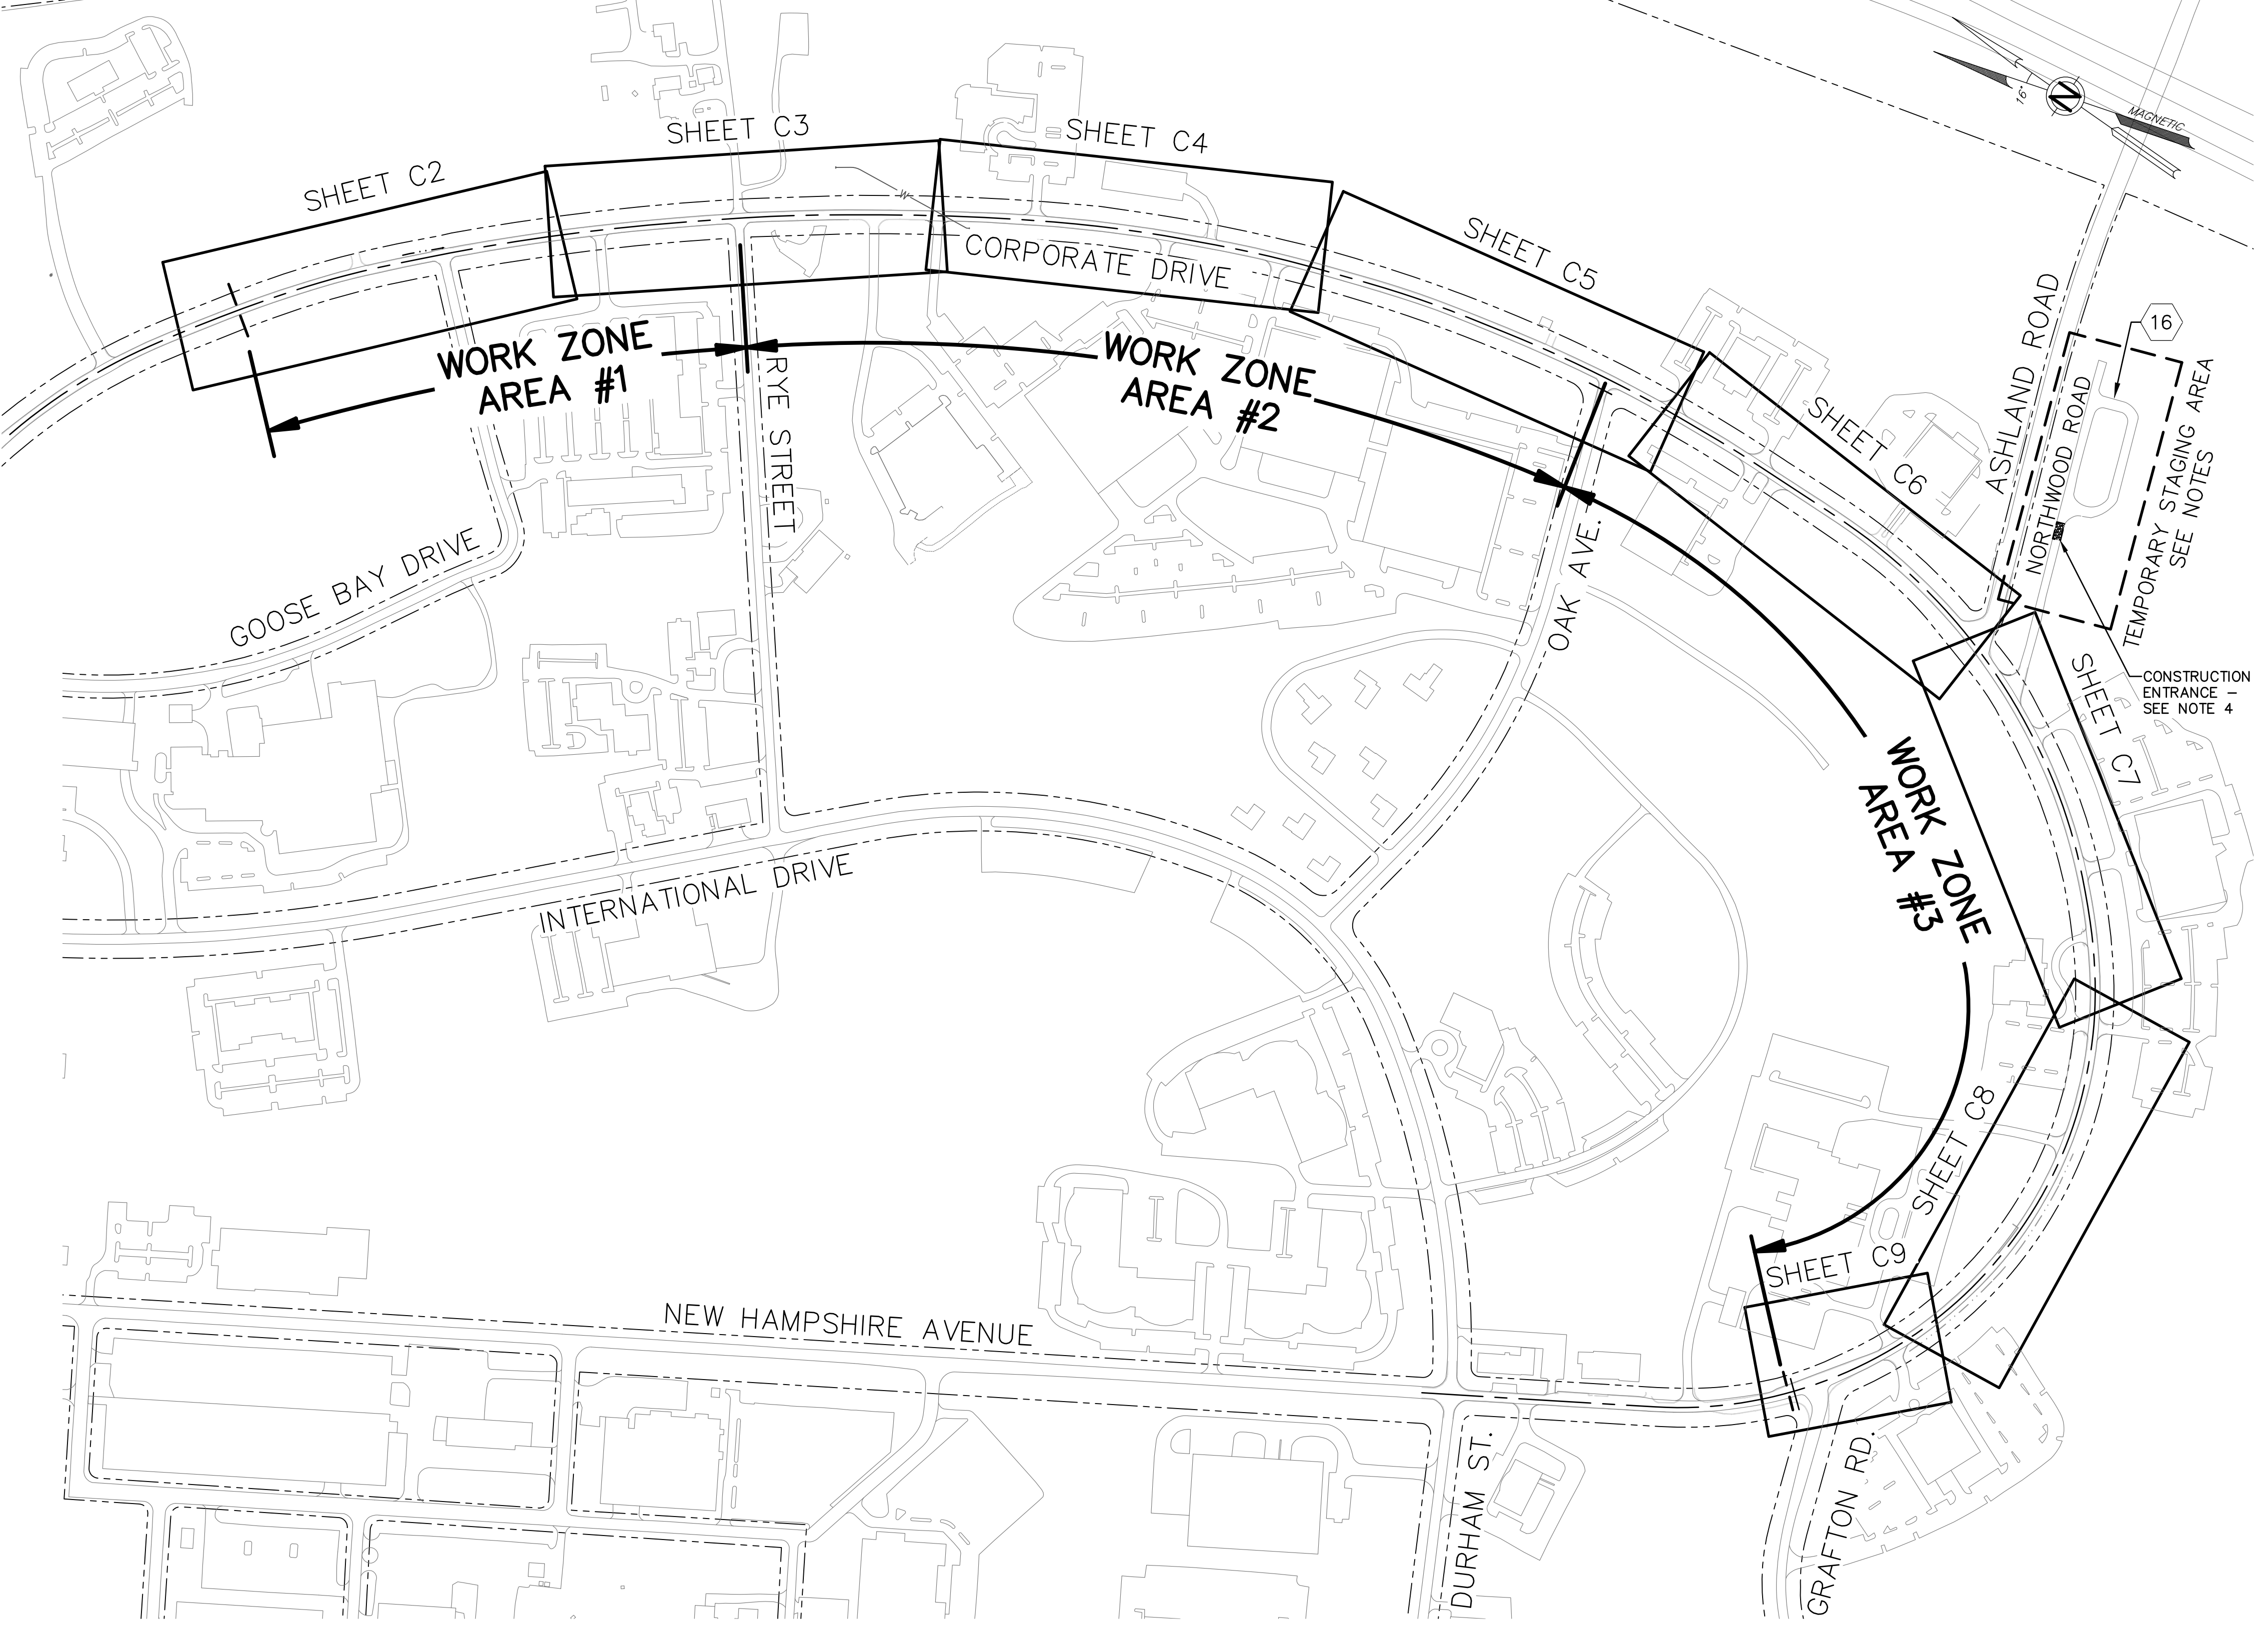 SHEET C2
SHEET C3
SHEET C4
SHEET C5
SHEET C6
SHEET C7
SHEET C8
SHEET C9
16°
N
MAGNETIC
W
CORPORATE DRIVE
WORK ZONE
AREA #1
WORK ZONE
AREA #2
WORK ZONE
AREA #3
RYE STREET
OAK AVE.
ASHLAND ROAD
NORTHWOOD ROAD
16
TEMPORARY STAGING AREA
SEE NOTES
CONSTRUCTION
ENTRANCE –
SEE NOTE 4
GOOSE BAY DRIVE
INTERNATIONAL DRIVE
NEW HAMPSHIRE AVENUE
DURHAM ST.
GRAFTON RD.